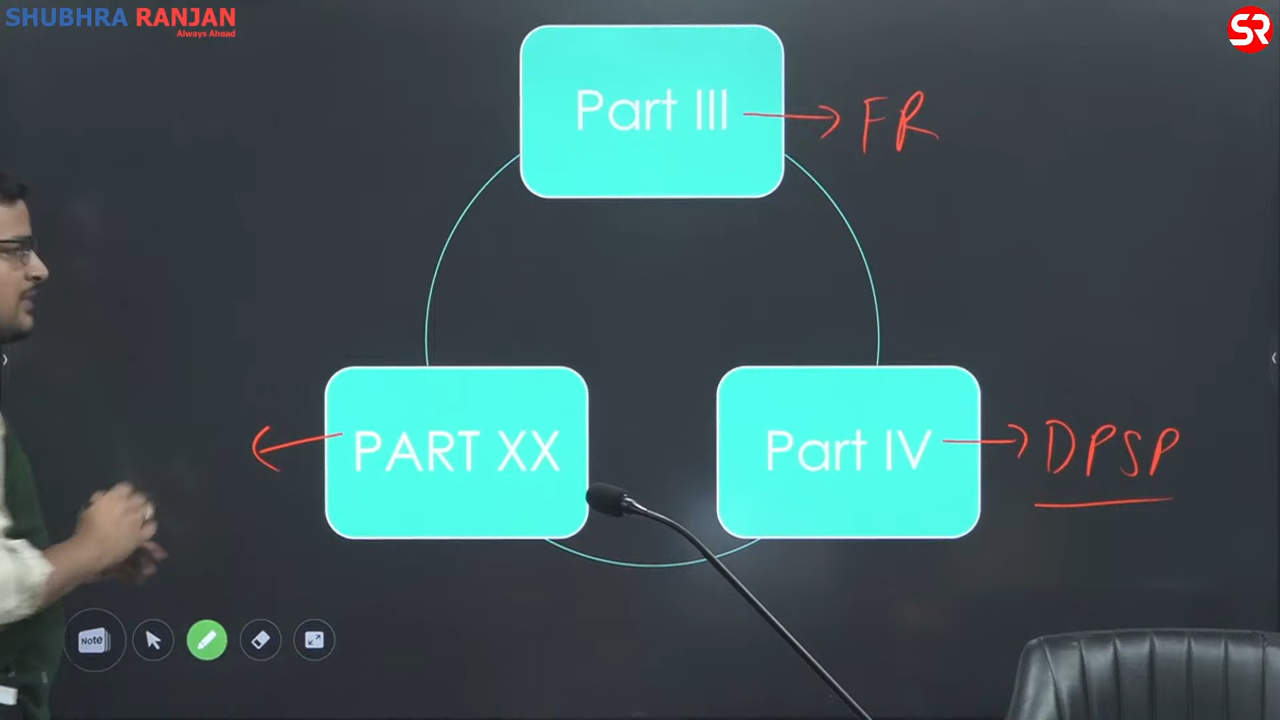 SHUBHRA RANJAN
Always Ahead
SR
Part III
FR
PART XX
Part IV
DPSP
Note